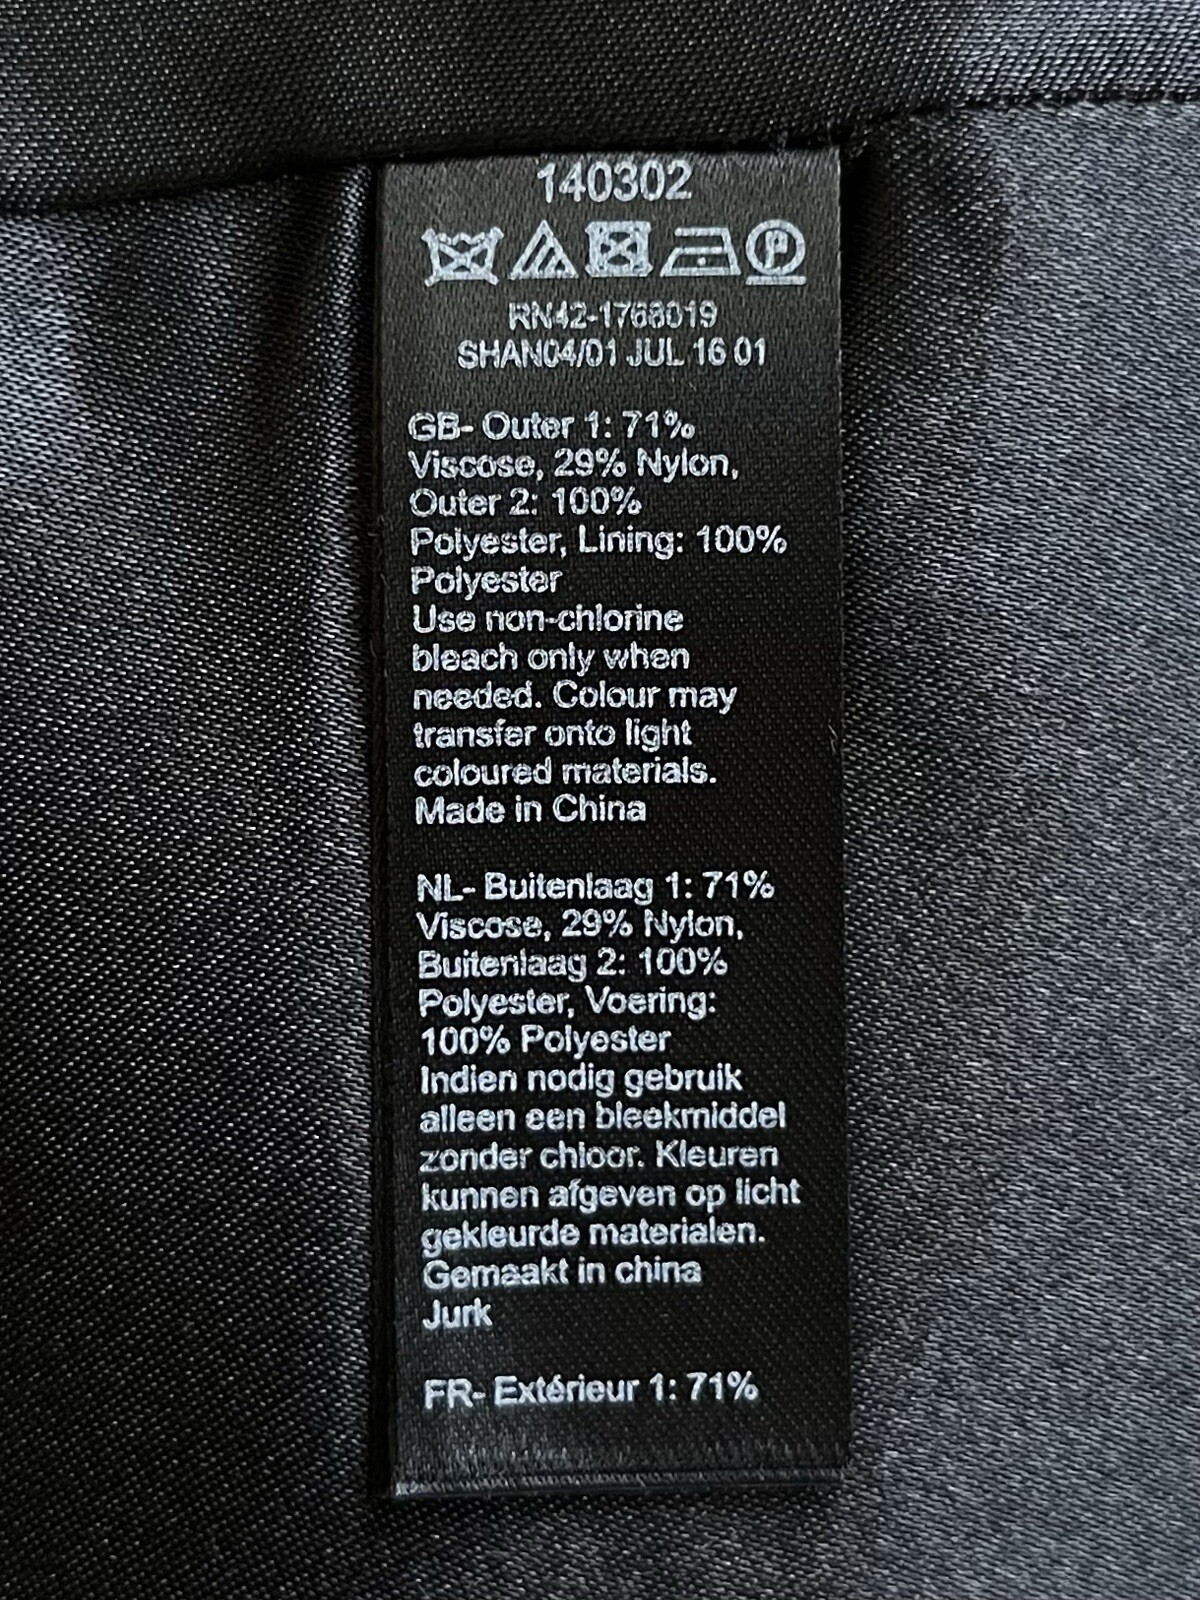 140302
RN42-1768019
SHAN04/01 JUL 16 01
GB- Outer 1: 71%
Viscose, 29% Nylon,
Outer 2: 100%
Polyester, Lining: 100%
Polyester
Use non-chlorine
bleach only when
needed. Colour may
transfer onto light
coloured materials.
Made in China
NL- Buitenlaag 1: 71%
Viscose, 29% Nylon,
Buitenlaag 2: 100%
Polyester, Voering:
100% Polyester
Indien nodig gebruik
alleen een bleekmiddel
zonder chloor. Kleuren
kunnen afgeven op licht
gekleurde materialen.
Gemaakt in china
Jurk
FR- Extérieur 1: 71%